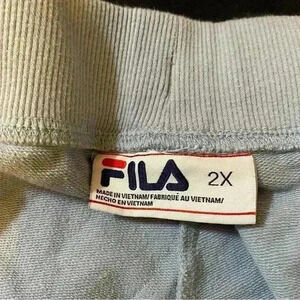 FILA 2X
MADE IN VIETNAM/ FABRIQUÉ AU VIETNAM/
HECHO EN VIETNAM